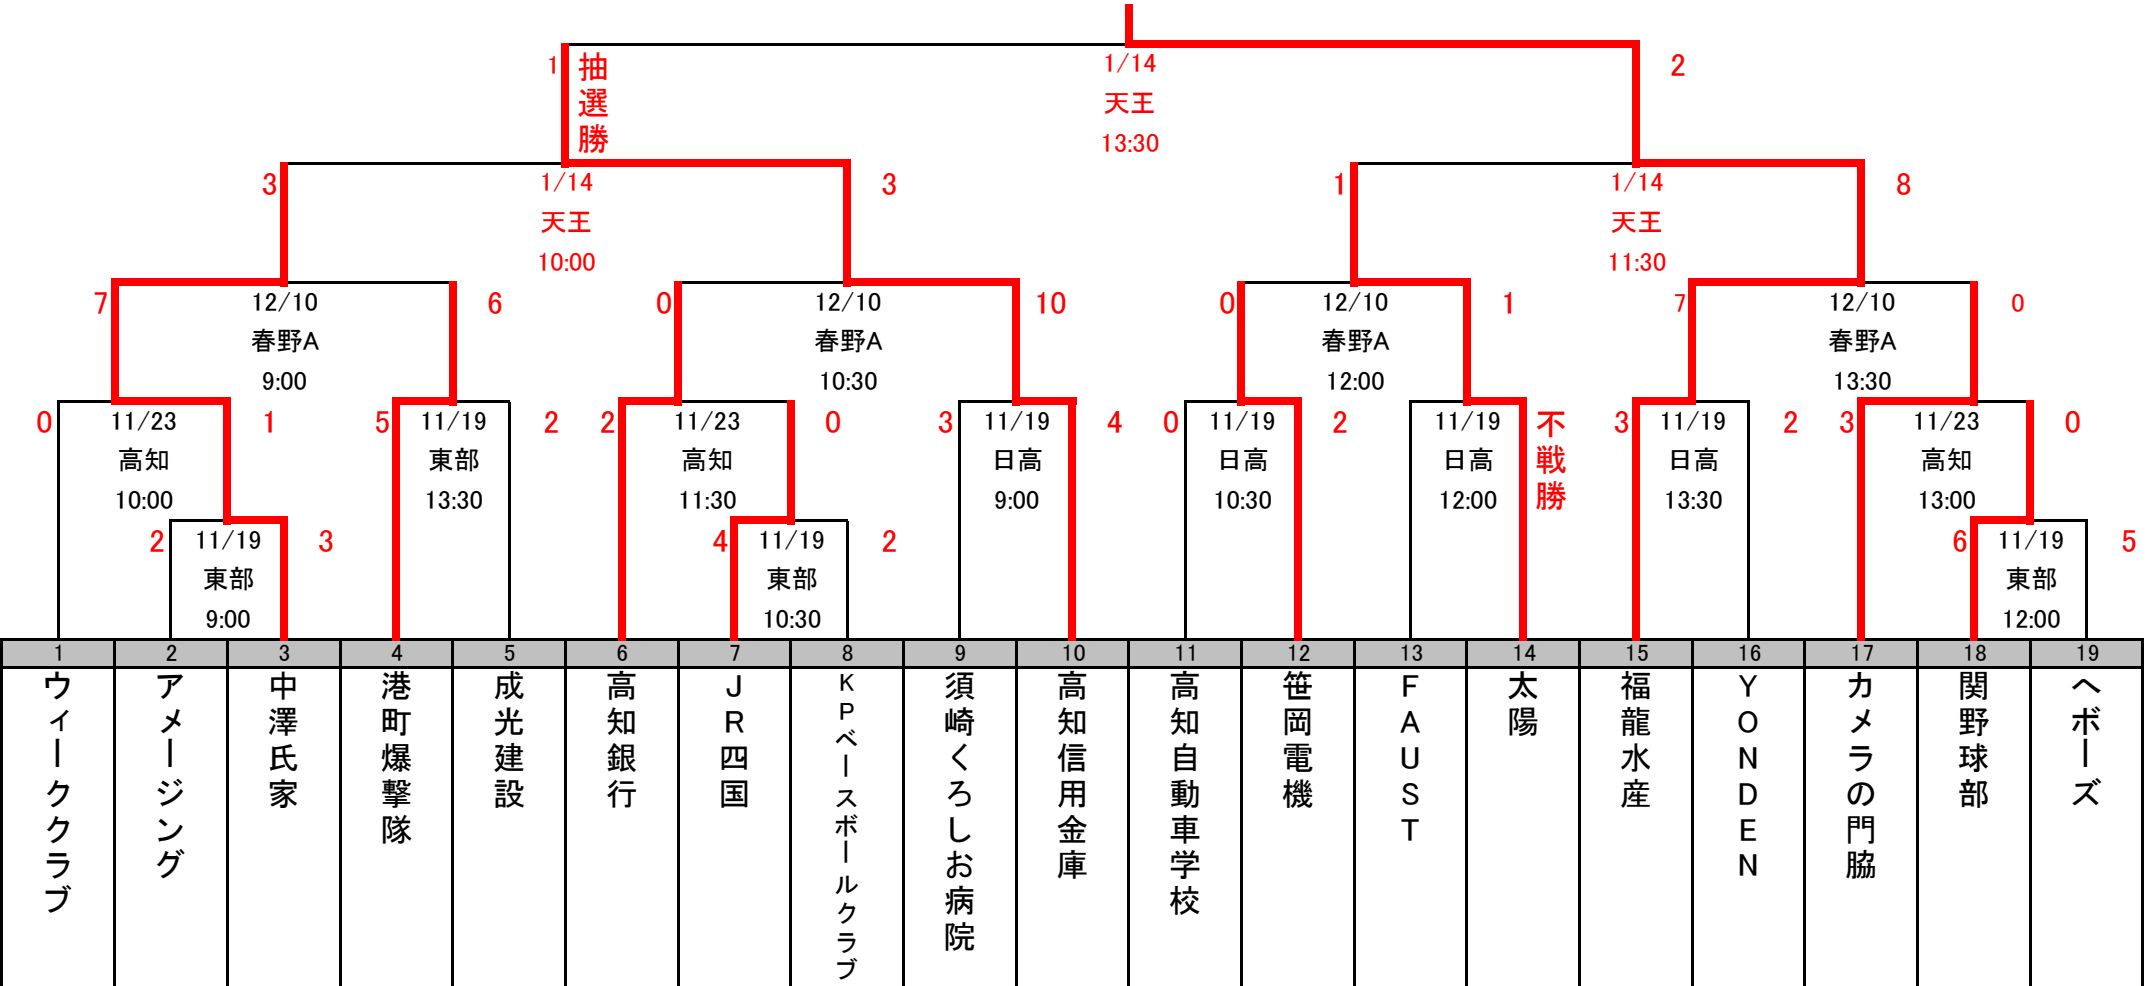 1
抽選勝
1/14
天王
13:30
2
3
1/14
天王
10:00
3
1
1/14
天王
11:30
8
7
12/10
春野A
9:00
6
0
12/10
春野A
10:30
10
0
12/10
春野A
12:00
1
7
12/10
春野A
13:30
0
0
11/23
高知
10:00
1
5
11/19
東部
13:30
2
2
11/23
高知
11:30
0
3
11/19
日高
9:00
4
0
11/19
日高
10:30
2
11/19
日高
12:00
不戦勝
3
11/19
日高
13:30
2
3
11/23
高知
13:00
0
2
11/19
東部
9:00
3
4
11/19
東部
10:30
2
6
11/19
東部
12:00
5
1 2 3 4 5 6 7 8 9 10 11 12 13 14 15 16 17 18 19
ウィーククラブ
アメージング
中澤氏家
港町爆撃隊
成光建設
高知銀行
JR四国
KPベースボールクラブ
須崎くろしお病院
高知信用金庫
高知自動車学校
笹岡電機
FAUST
太陽
福龍水産
YONDEN
カメラの門脇
関野球部
ヘボーズ